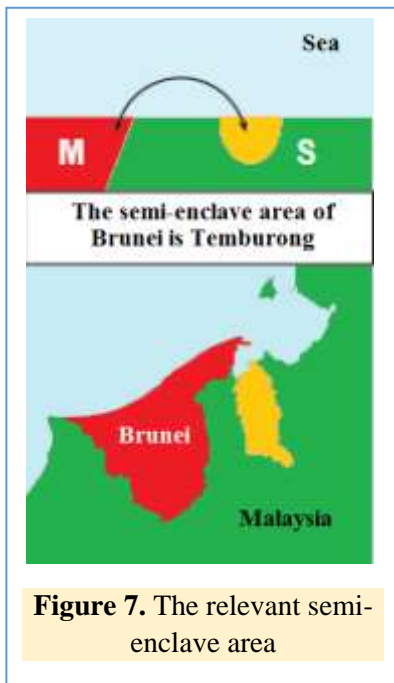 Sea
M
S
The semi-enclave area of
Brunei is Temburong
Brunei
Malaysia
Figure 7. The relevant semi-
enclave area